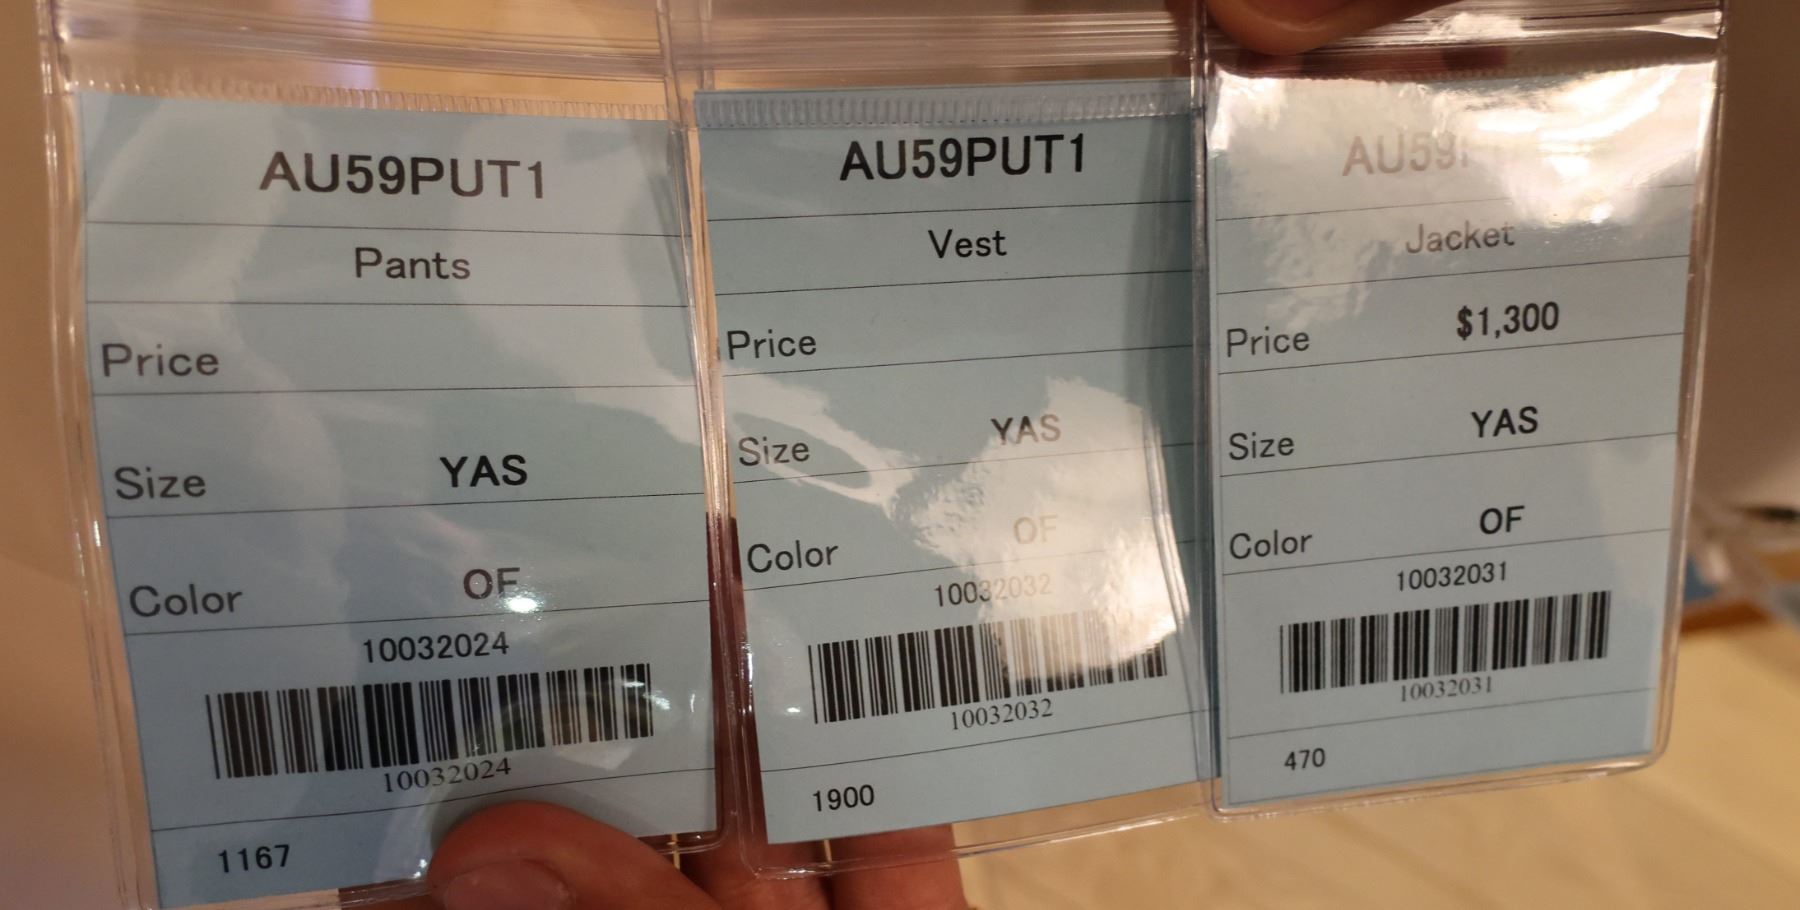 AU59PUT1
Pants
Price
Size YAS
Color OF
10032024
10032024
1167
AU59PUT1
Vest
Price
Size YAS
Color OF
10032032
10032032
1900
Jacket
Price $1,300
Size YAS
Color OF
10032031
10032031
470